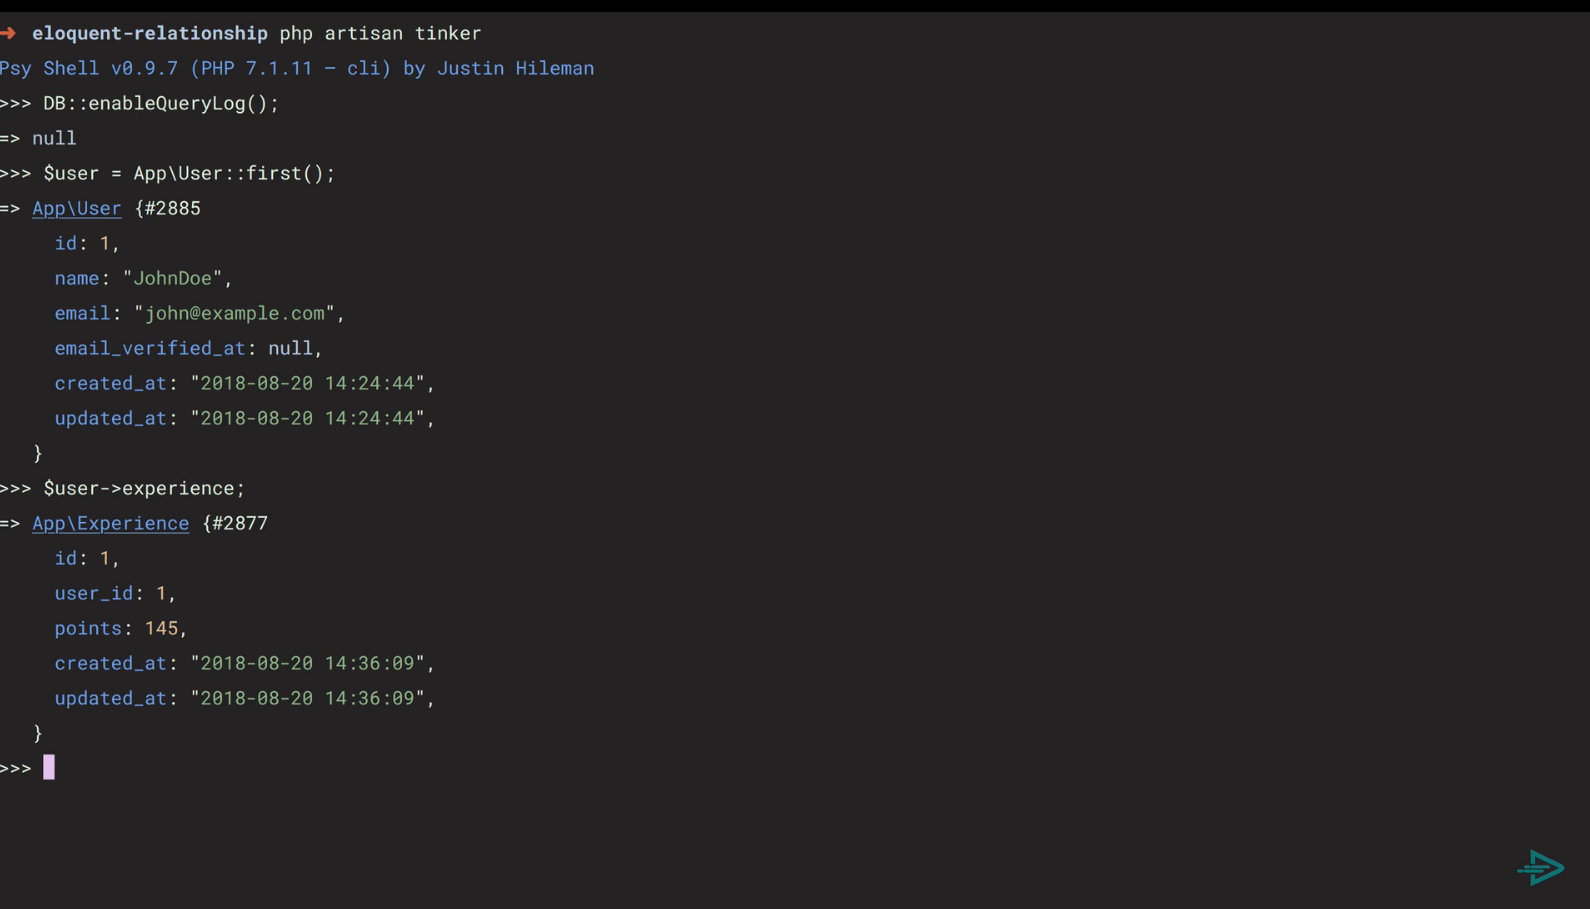 ➜ eloquent-relationship php artisan tinker
Psy Shell v0.9.7 (PHP 7.1.11 — cli) by Justin Hileman
>>> DB::enableQueryLog();
=> null
>>> $user = App\User::first();
=> App\User {#2885
     id: 1,
     name: "JohnDoe",
     email: "john@example.com",
     email_verified_at: null,
     created_at: "2018-08-20 14:24:44",
     updated_at: "2018-08-20 14:24:44",
   }
>>> $user->experience;
=> App\Experience {#2877
     id: 1,
     user_id: 1,
     points: 145,
     created_at: "2018-08-20 14:36:09",
     updated_at: "2018-08-20 14:36:09",
   }
>>>